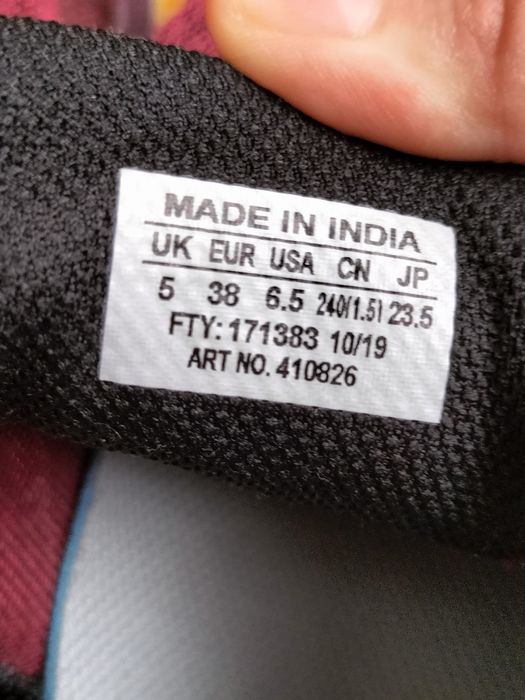 MADE IN INDIA
UK EUR USA CN JP
5 38 6.5 240(1.5) 23.5
FTY: 171383 10/19
ART NO. 410826